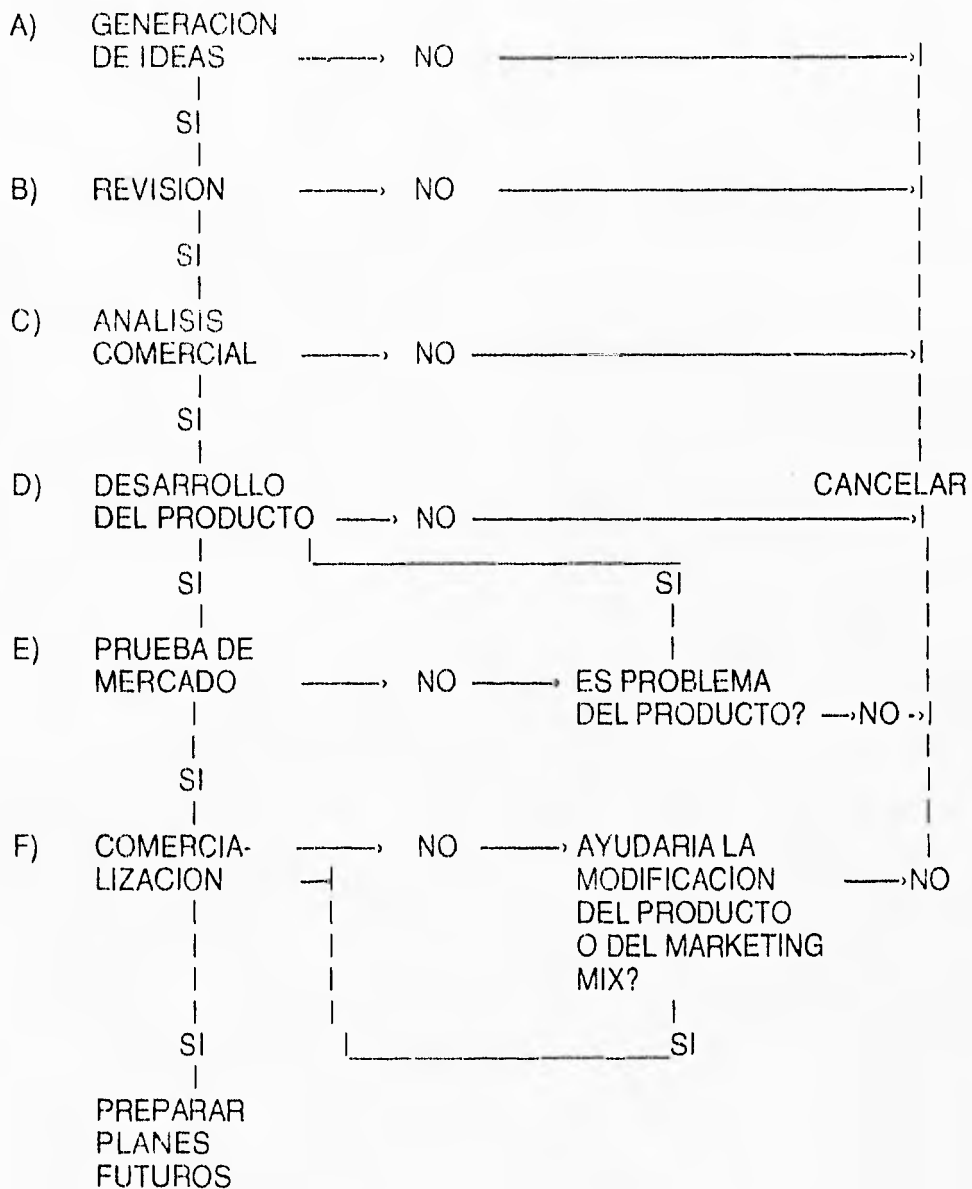 A) GENERACION
DE IDEAS NO
SI
B) REVISION NO
SI
C) ANALISIS
COMERCIAL NO
SI
D) DESARROLLO CANCELAR
DEL PRODUCTO NO
SI SI
E) PRUEBA DE
MERCADO NO ES PROBLEMA
DEL PRODUCTO? NO
SI
F) COMERCIA- NO AYUDARIA LA
LIZACION MODIFICACION NO
DEL PRODUCTO
O DEL MARKETING
MIX?
SI SI
PREPARAR
PLANES
FUTUROS